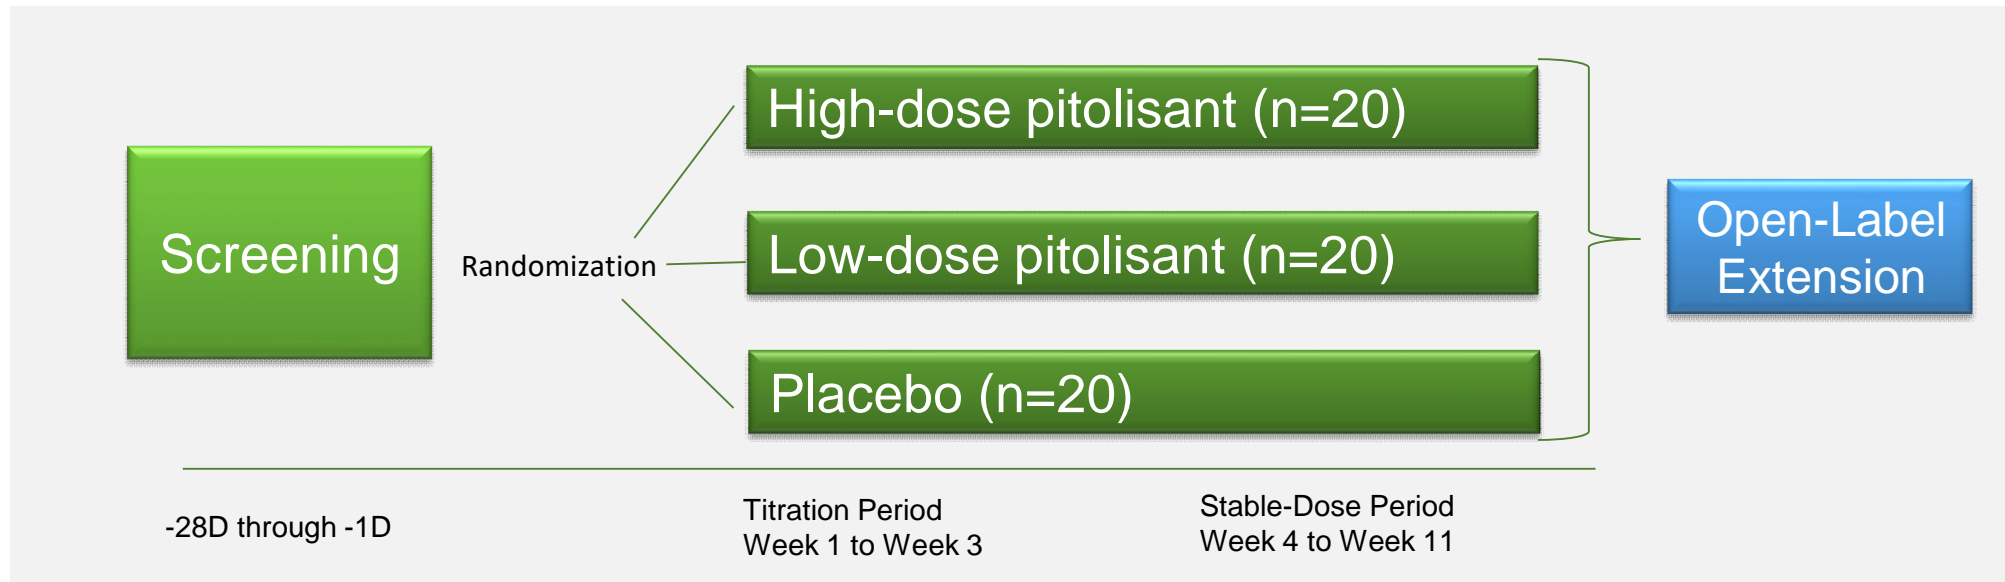 Screening
Randomization
High-dose pitolisant (n=20)
Low-dose pitolisant (n=20)
Placebo (n=20)
Open-Label
Extension
-28D through -1D
Titration Period
Week 1 to Week 3
Stable-Dose Period
Week 4 to Week 11